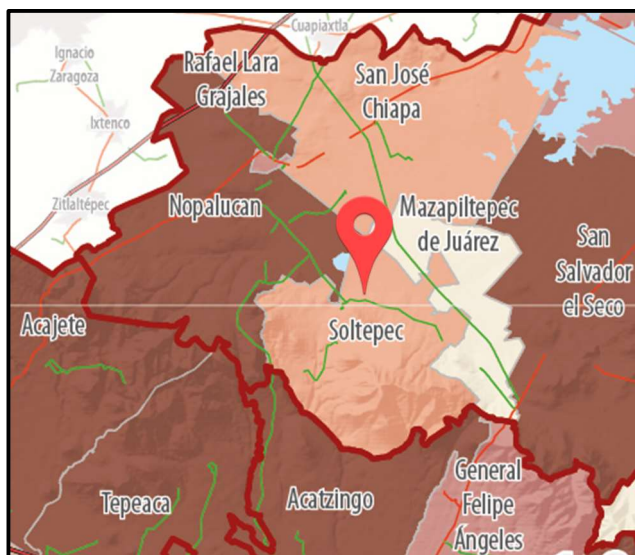 Cuapiaxtla
Ignacio
Zaragoza
Rafael Lara
Grajales
San José
Chiapa
Ixtenco
Zitlaltépec
Nopalucan
Mazapiltepec
de Juárez
San
Salvador
el Seco
Acajete
Soltepec
Tepeaca
Acatzingo
General
Felipe
Ángeles